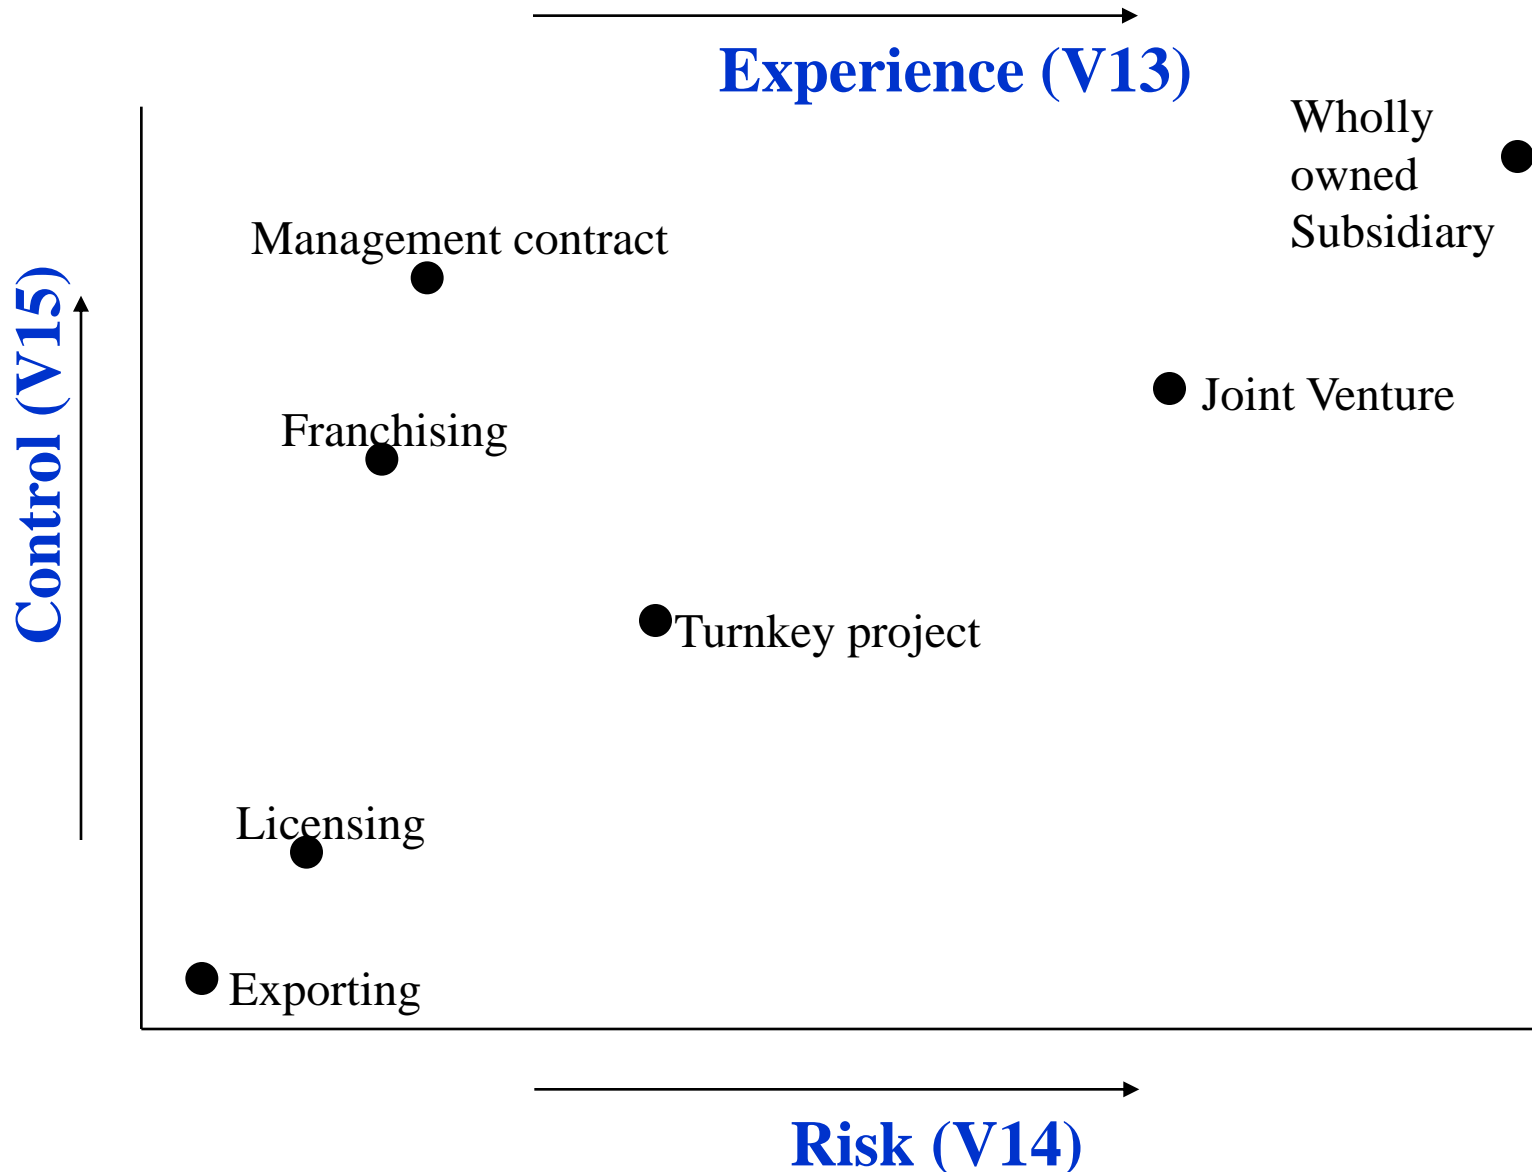 Experience (V13)
Wholly
owned
Subsidiary
Management contract
Control (V15)
Joint Venture
Franchising
Turnkey project
Licensing
Exporting
Risk (V14)